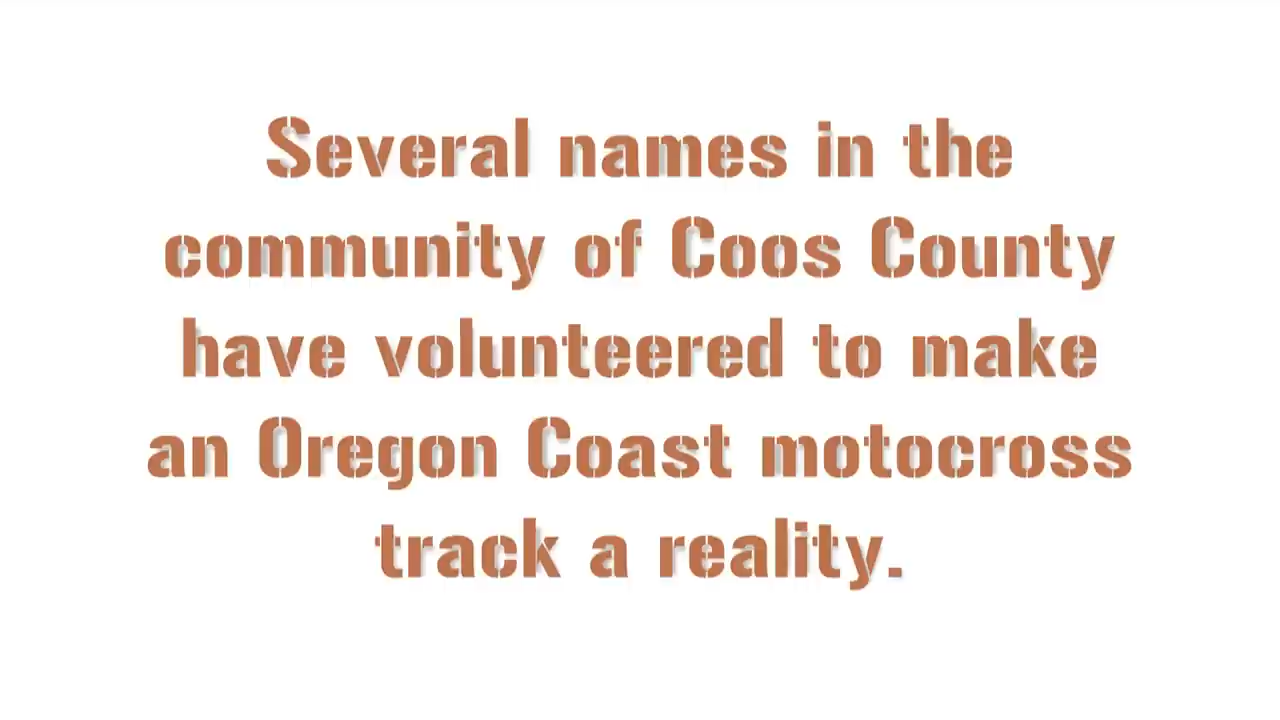 Several names in the
community of Coos County
have volunteered to make
an Oregon Coast motocross
track a reality.